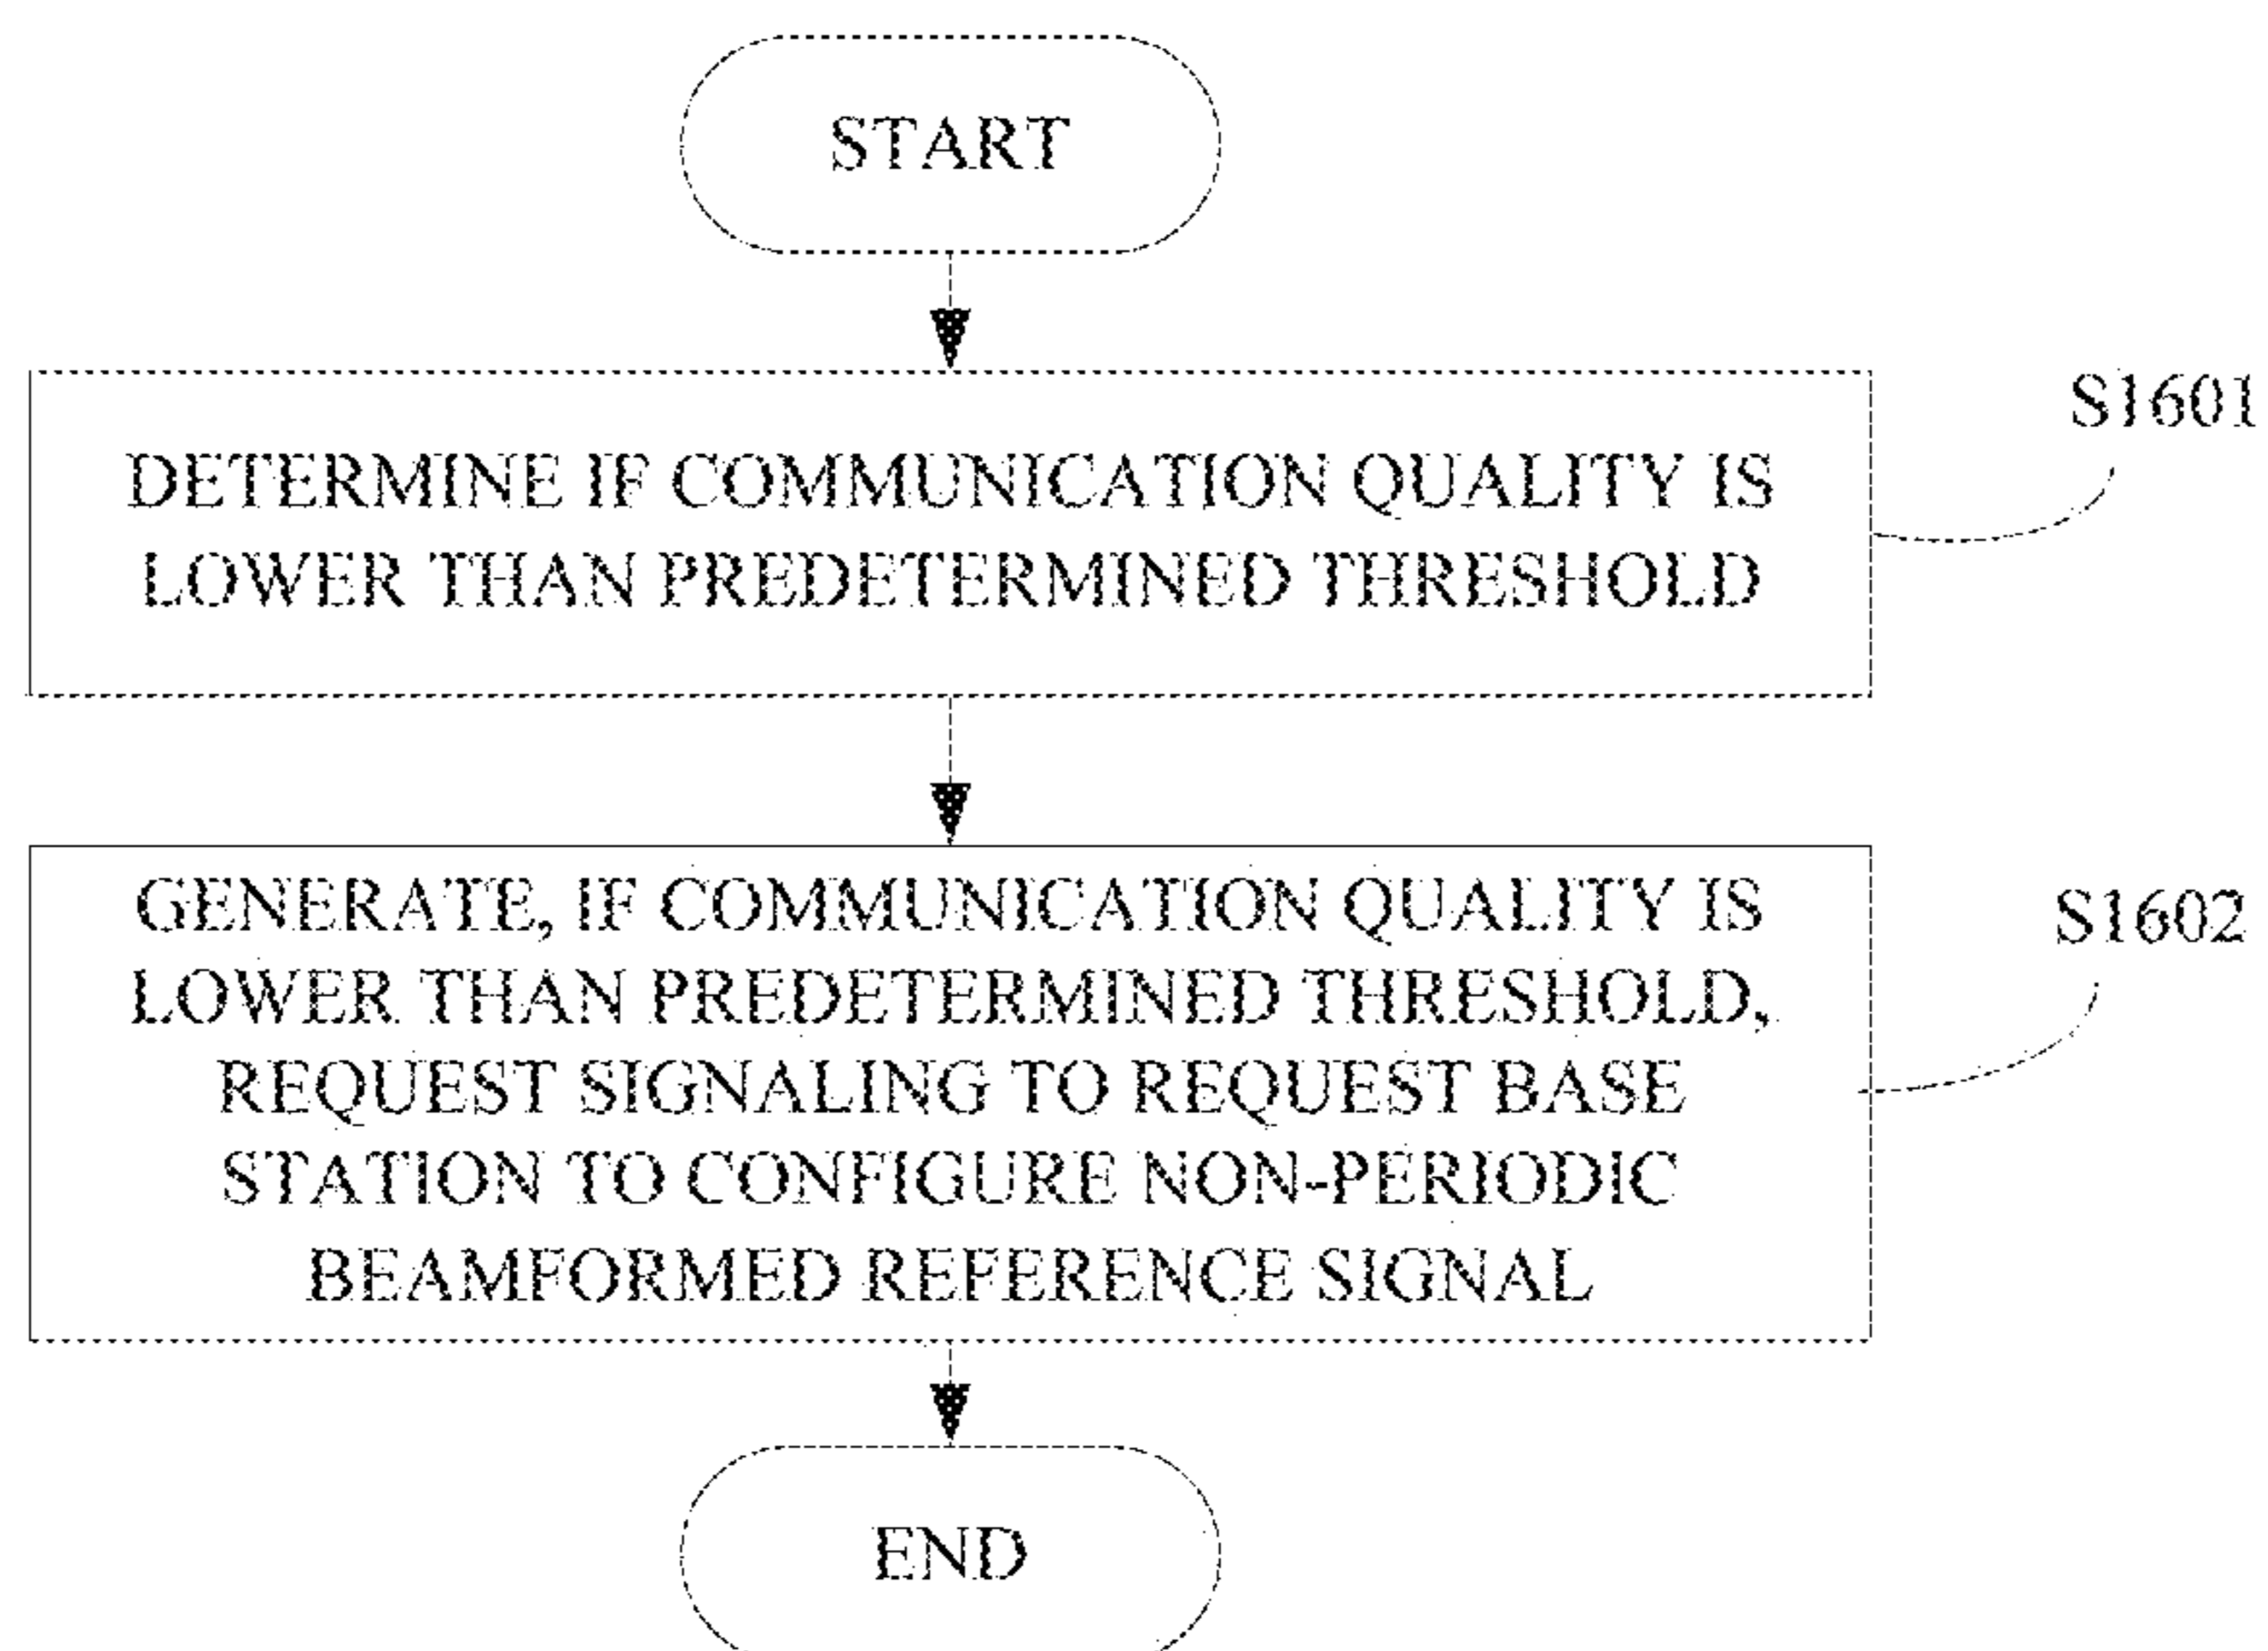 START
S1601
DETERMINE IF COMMUNICATION QUALITY IS
LOWER THAN PREDETERMINED THRESHOLD
GENERATE, IF COMMUNICATION QUALITY IS
S1602
LOWER THAN PREDETERMINED THRESHOLD,
REQUEST SIGNALING TO REQUEST BASE
STATION TO CONFIGURE NON-PERIODIC
BEAMFORMED REFERENCE SIGNAL
END